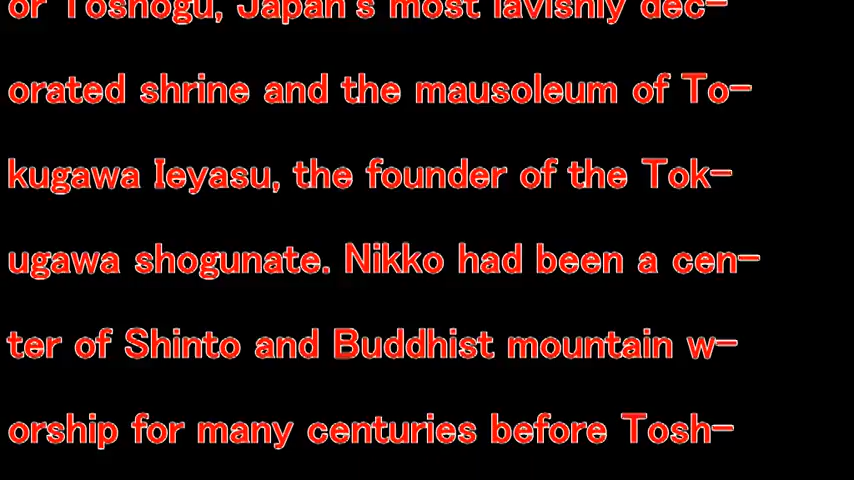 or Toshogu, Japan's most lavishly dec-
orated shrine and the mausoleum of To-
kugawa Ieyasu, the founder of the Tok-
ugawa shogunate. Nikko had been a cen-
ter of Shinto and Buddhist mountain w-
orship for many centuries before Tosh-